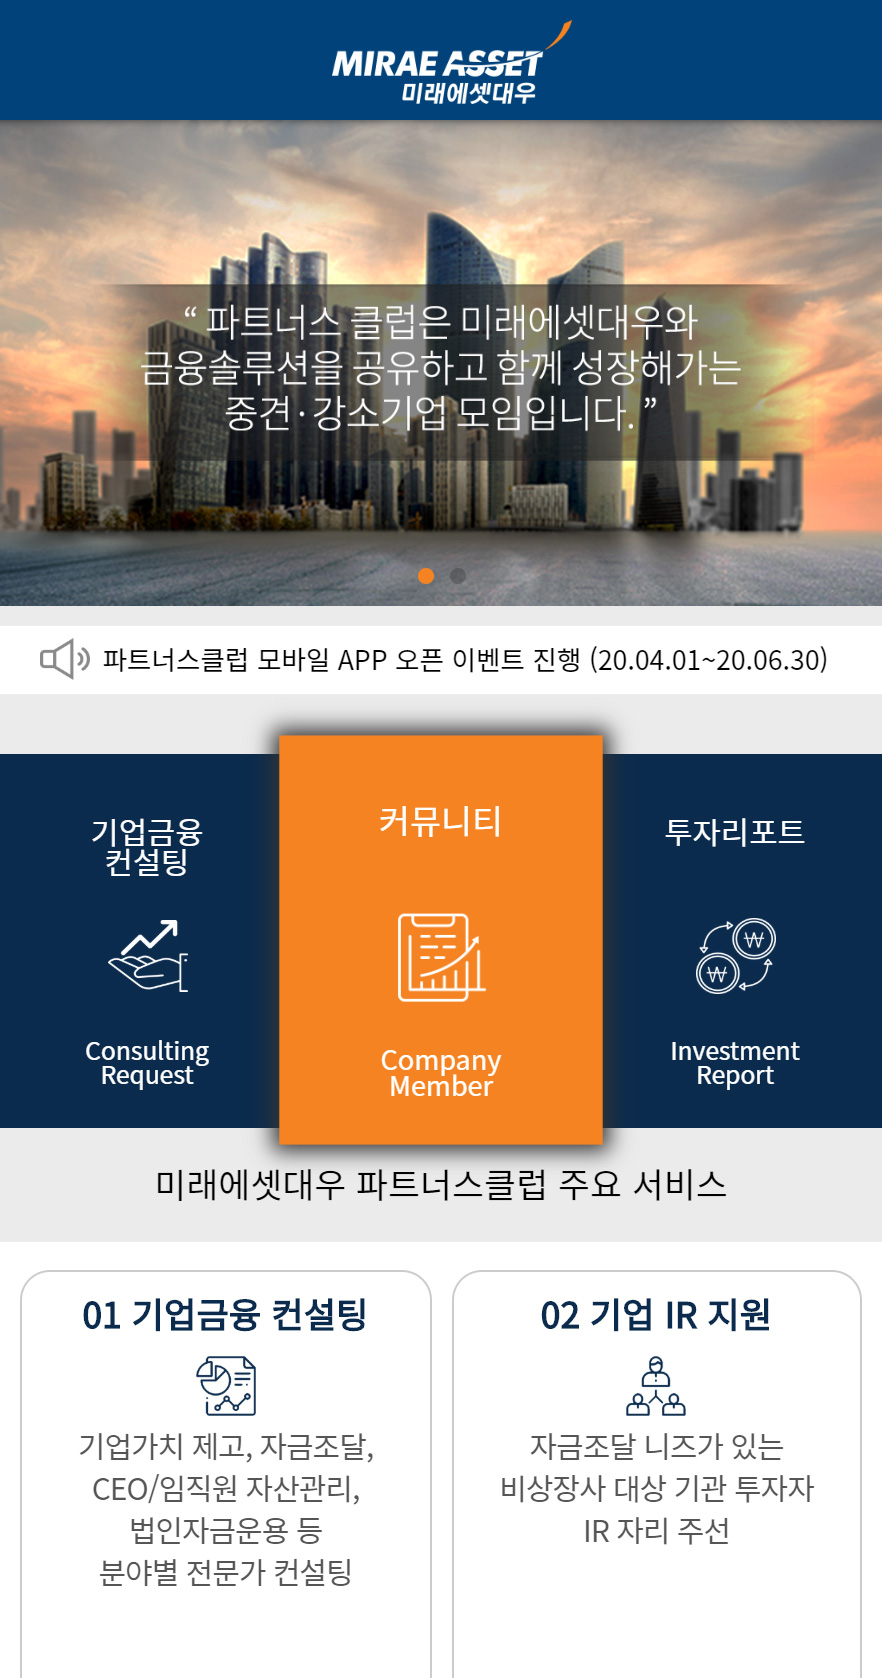 MIRAE ASSET
미래에셋대우
“ 파트너스 클럽은 미래에셋대우와
금융솔루션을 공유하고 함께 성장해가는
중견·강소기업 모임입니다. ”
파트너스클럽 모바일 APP 오픈 이벤트 진행 (20.04.01~20.06.30)
기업금융
컨설팅
Consulting
Request
커뮤니티
Company
Member
투자리포트
Investment
Report
미래에셋대우 파트너스클럽 주요 서비스
01 기업금융 컨설팅
기업가치 제고, 자금조달,
CEO/임직원 자산관리,
법인자금운용 등
분야별 전문가 컨설팅
02 기업 IR 지원
자금조달 니즈가 있는
비상장사 대상 기관 투자자
IR 자리 주선